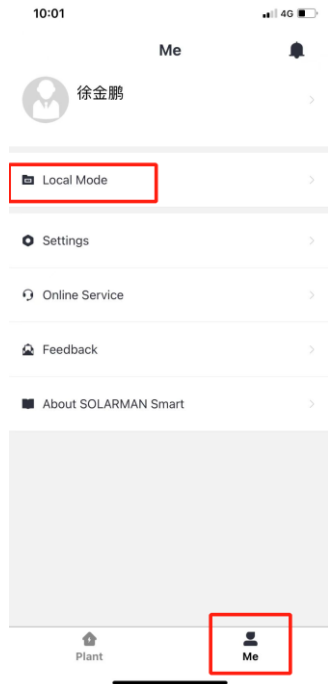 10:01
4G
Me
徐金鹏
Local Mode
Settings
Online Service
Feedback
About SOLARMAN Smart
Plant
Me